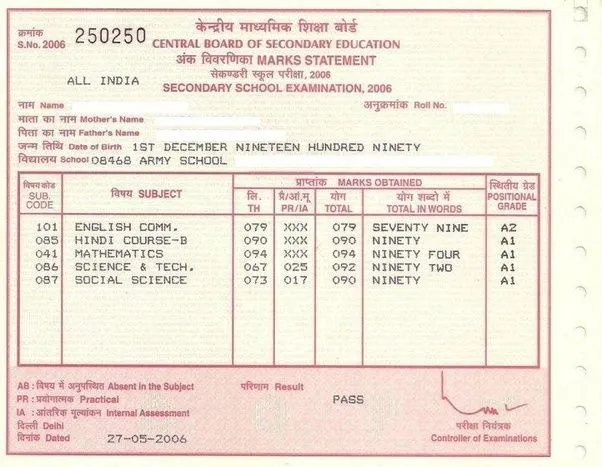 क्रमांक
S.No. 2006 250250
केन्द्रीय माध्यमिक शिक्षा बोर्ड
CENTRAL BOARD OF SECONDARY EDUCATION
अंक विवरणिका MARKS STATEMENT
सेकण्डरी स्कूल परीक्षा, 2006
ALL INDIA
SECONDARY SCHOOL EXAMINATION, 2006
नाम Name अनुक्रमांक Roll No.
माता का नाम Mother's Name
पिता का नाम Father's Name
जन्म तिथि Date of Birth 1ST DECEMBER NINETEEN HUNDRED NINETY
विद्यालय School 08468 ARMY SCHOOL
विषय कोड विषय SUBJECT प्राप्तांक MARKS OBTAINED स्थितीय ग्रेड
SUB. CODE लि. TH प्रै/आं.मू PR/IA योग TOTAL योग शब्दो में TOTAL IN WORDS POSITIONAL GRADE
101 ENGLISH COMM. 079 XXX 079 SEVENTY NINE A2
085 HINDI COURSE-B 090 XXX 090 NINETY A1
041 MATHEMATICS 094 XXX 094 NINETY FOUR A1
086 SCIENCE & TECH. 067 025 092 NINETY TWO A1
087 SOCIAL SCIENCE 073 017 090 NINETY A1
AB : विषय में अनुपस्थित Absent in the Subject परिणाम Result
PR : प्रयोगात्मक Practical PASS
IA : आंतरिक मूल्यांकन Internal Assessment
दिल्ली Delhi परीक्षा नियंत्रक
दिनांक Dated 27-05-2006 Controller of Examinations